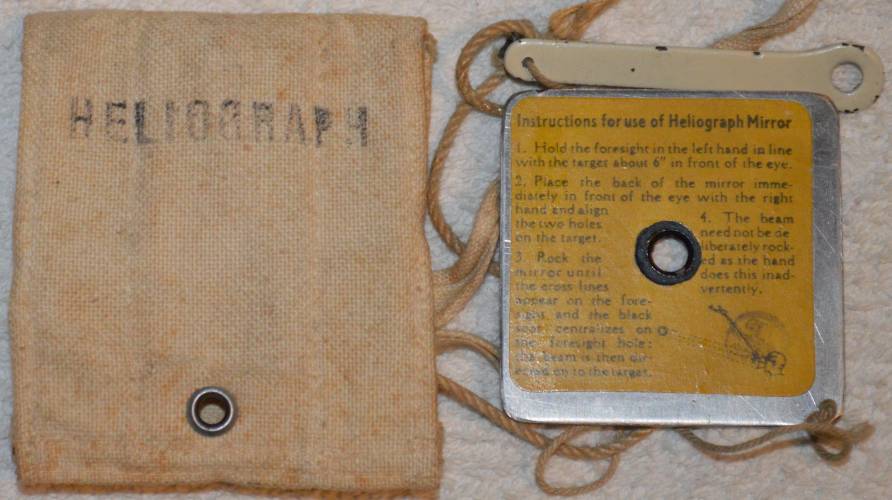 HELIOGRAPH
Instructions for use of Heliograph Mirror
1. Hold the foresight in the left hand in line
with the target about 6" in front of the eye.
2. Place the back of the mirror imme-
diately in front of the eye with the right
hand and align
the two holes
on the target.
3 Rock the
mirror until
the cross lines
appear on the fore-
sight and the black
spot centralizes on
the foresight hole:
the beam is then dir-
ected on to the target.
4. The beam
need not be de
liberately rock-
ed as the hand
does this inad-
vertently.